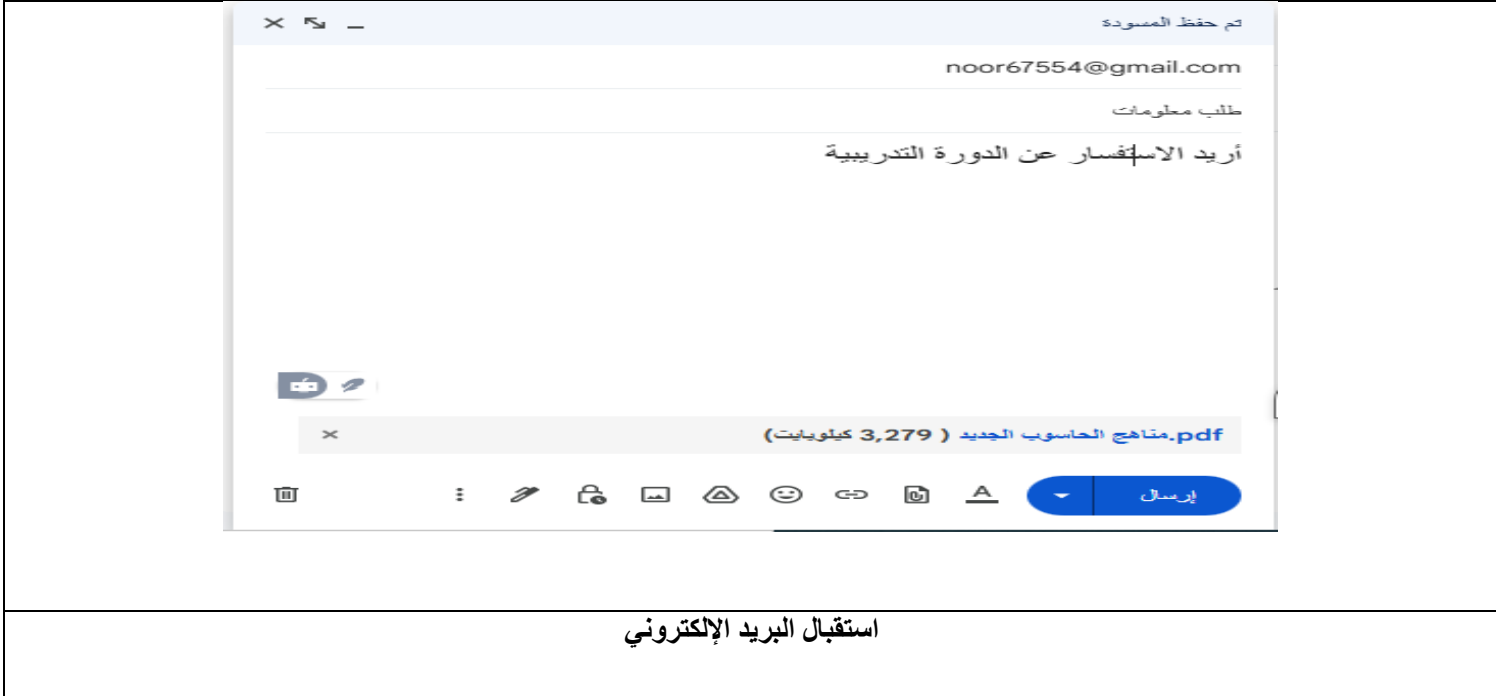 تم حفظ المسودة
noor67554@gmail.com
طلب معلومات
أريد الاستفسار عن الدورة التدريبية
مناهج الحاسوب الجديد.pdf ( 3,279 كيلوبايت)
إرسال
استقبال البريد الإلكتروني